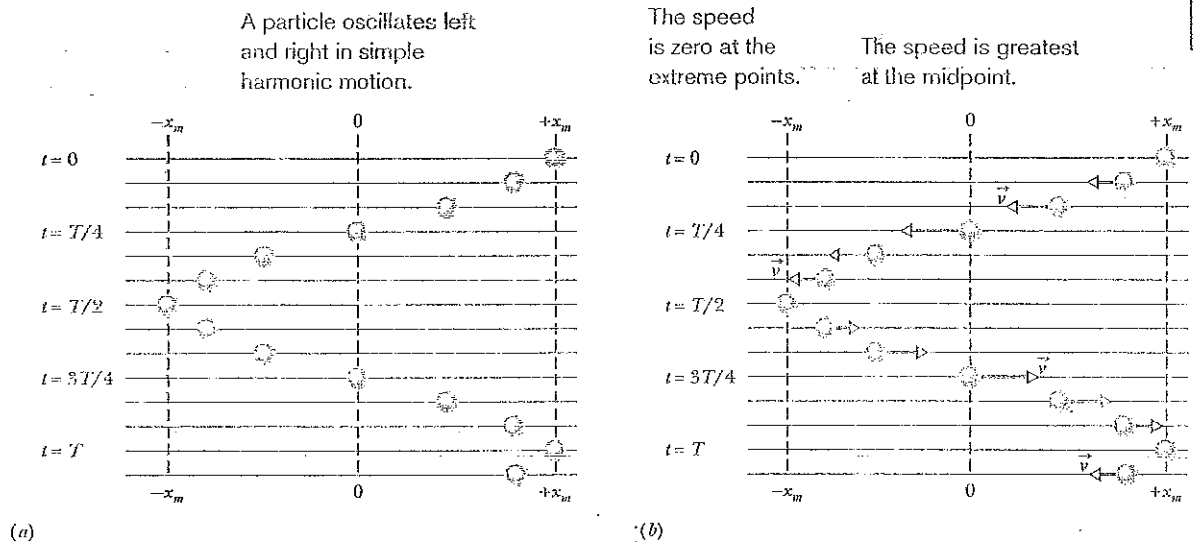 A particle oscillates left
and right in simple
harmonic motion.
−x_m 0 +x_m
t = 0
t = T/4
t = T/2
t = 3T/4
t = T
−x_m 0 +x_m
(a)
The speed
is zero at the
extreme points.
The speed is greatest
at the midpoint.
−x_m 0 +x_m
t = 0
v⃗
t = T/4
v⃗
t = T/2
t = 3T/4
v⃗
t = T
v⃗
−x_m 0 +x_m
(b)